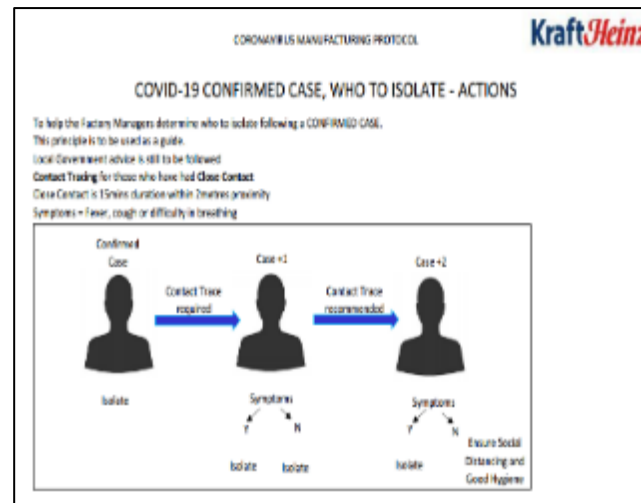 CORONAVIRUS MANUFACTURING PROTOCOL
KraftHeinz
COVID-19 CONFIRMED CASE, WHO TO ISOLATE - ACTIONS
To help the Factory Managers determine who to isolate following a CONFIRMED CASE.
This principle is to be used as a guide.
Local Government advice is still to be followed
Contact Tracing for those who have had Close Contact
Close Contact is 15mins duration within 2metres proximity
Symptoms = Fever, cough or difficulty in breathing
Confirmed
Case
Case +1
Case +2
Contact Trace
required
Contact Trace
recommended
Isolate
Symptoms
Y N
Isolate Isolate
Symptoms
Y N
Isolate
Ensure Social
Distancing and
Good Hygiene